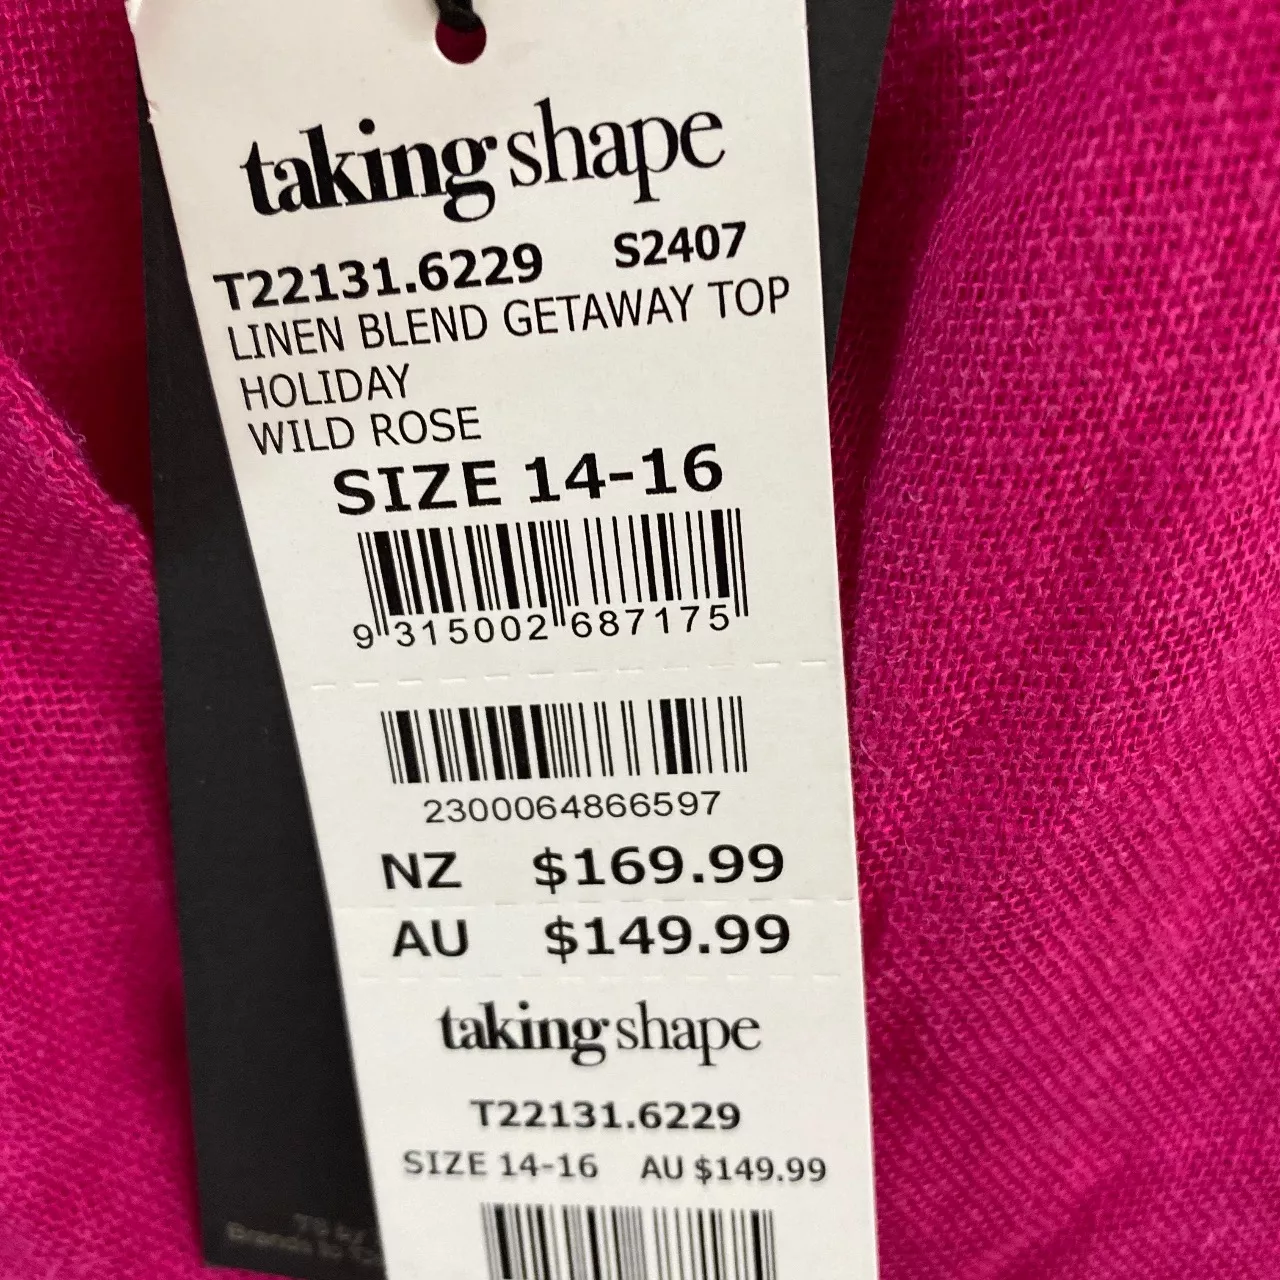 taking shape
T22131.6229 S2407
LINEN BLEND GETAWAY TOP
HOLIDAY
WILD ROSE
SIZE 14-16
9 315002 687175
2300064866597
NZ $169.99
AU $149.99
taking shape
T22131.6229
SIZE 14-16 AU $149.99